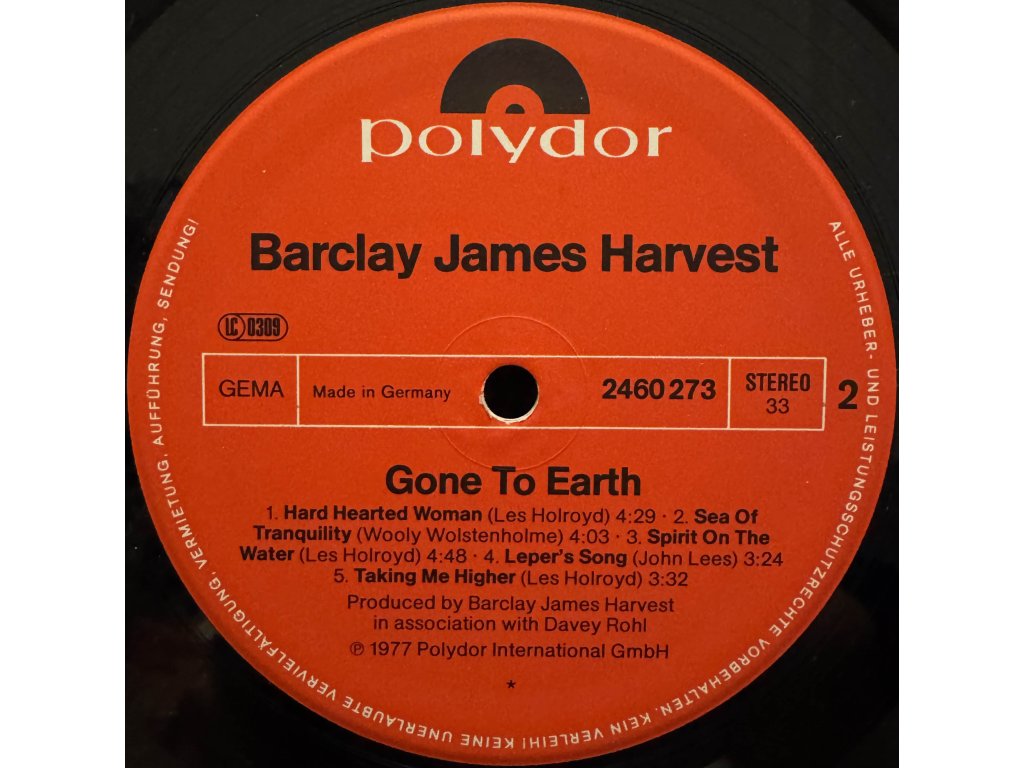 polydor
Barclay James Harvest
LC 0309
GEMA
Made in Germany
2460 273
STEREO
33
2
Gone To Earth
1. Hard Hearted Woman (Les Holroyd) 4:29 · 2. Sea Of
Tranquility (Wooly Wolstenholme) 4:03 · 3. Spirit On The
Water (Les Holroyd) 4:48 · 4. Leper's Song (John Lees) 3:24
5. Taking Me Higher (Les Holroyd) 3:32
Produced by Barclay James Harvest
in association with Davey Rohl
℗ 1977 Polydor International GmbH
*
ALLE URHEBER- UND LEISTUNGSSCHUTZRECHTE VORBEHALTEN. KEIN VERLEIH! KEINE UNERLAUBTE VERVIELFÄLTIGUNG, VERMIETUNG, AUFFÜHRUNG, SENDUNG!